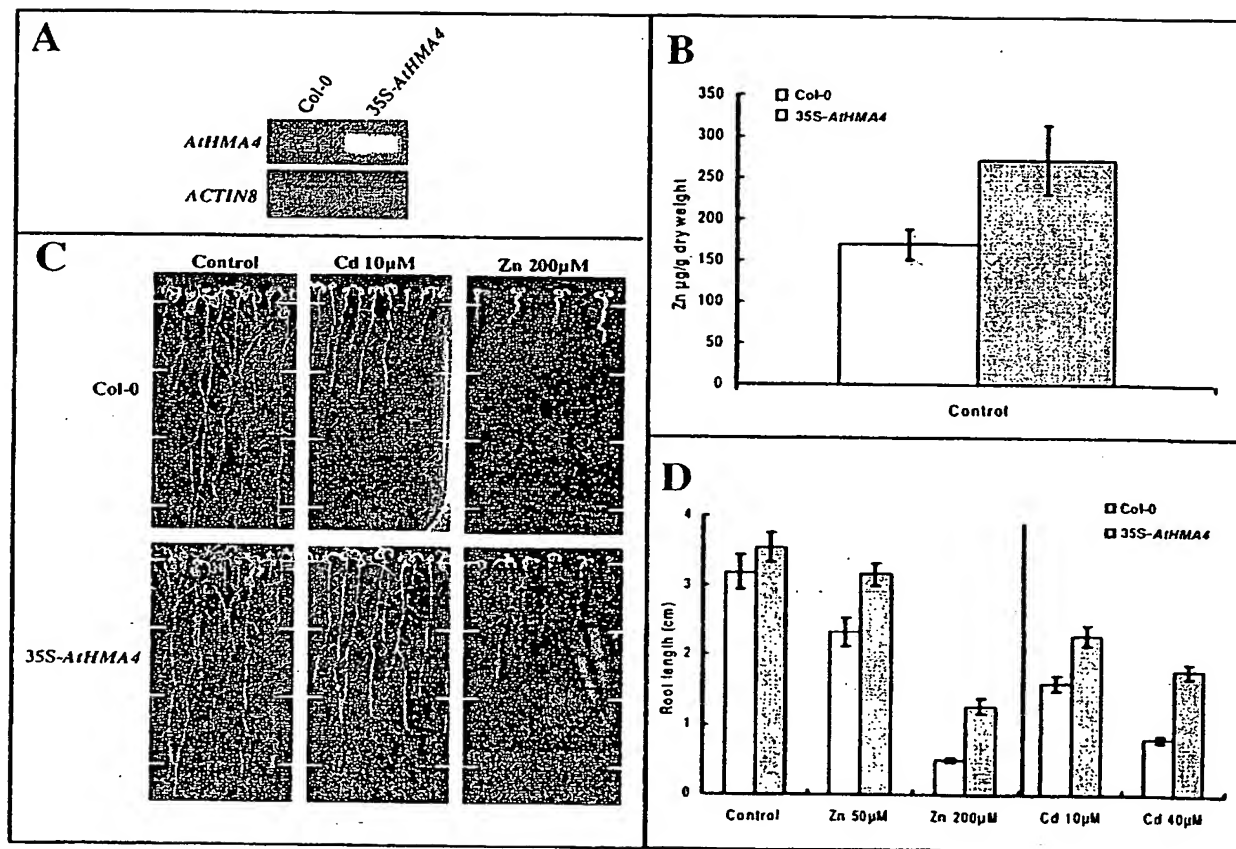 A
Col-0
35S-AtHMA4
AtHMA4
ACTIN8
B
Col-0
35S-AtHMA4
350
300
250
200
150
100
50
0
Zn µg/g dry weight
Control
C
Control
Cd 10µM
Zn 200µM
Col-0
35S-AtHMA4
D
Col-0
35S-AtHMA4
4
3
2
1
0
Root length (cm)
Control
Zn 50µM
Zn 200µM
Cd 10µM
Cd 40µM